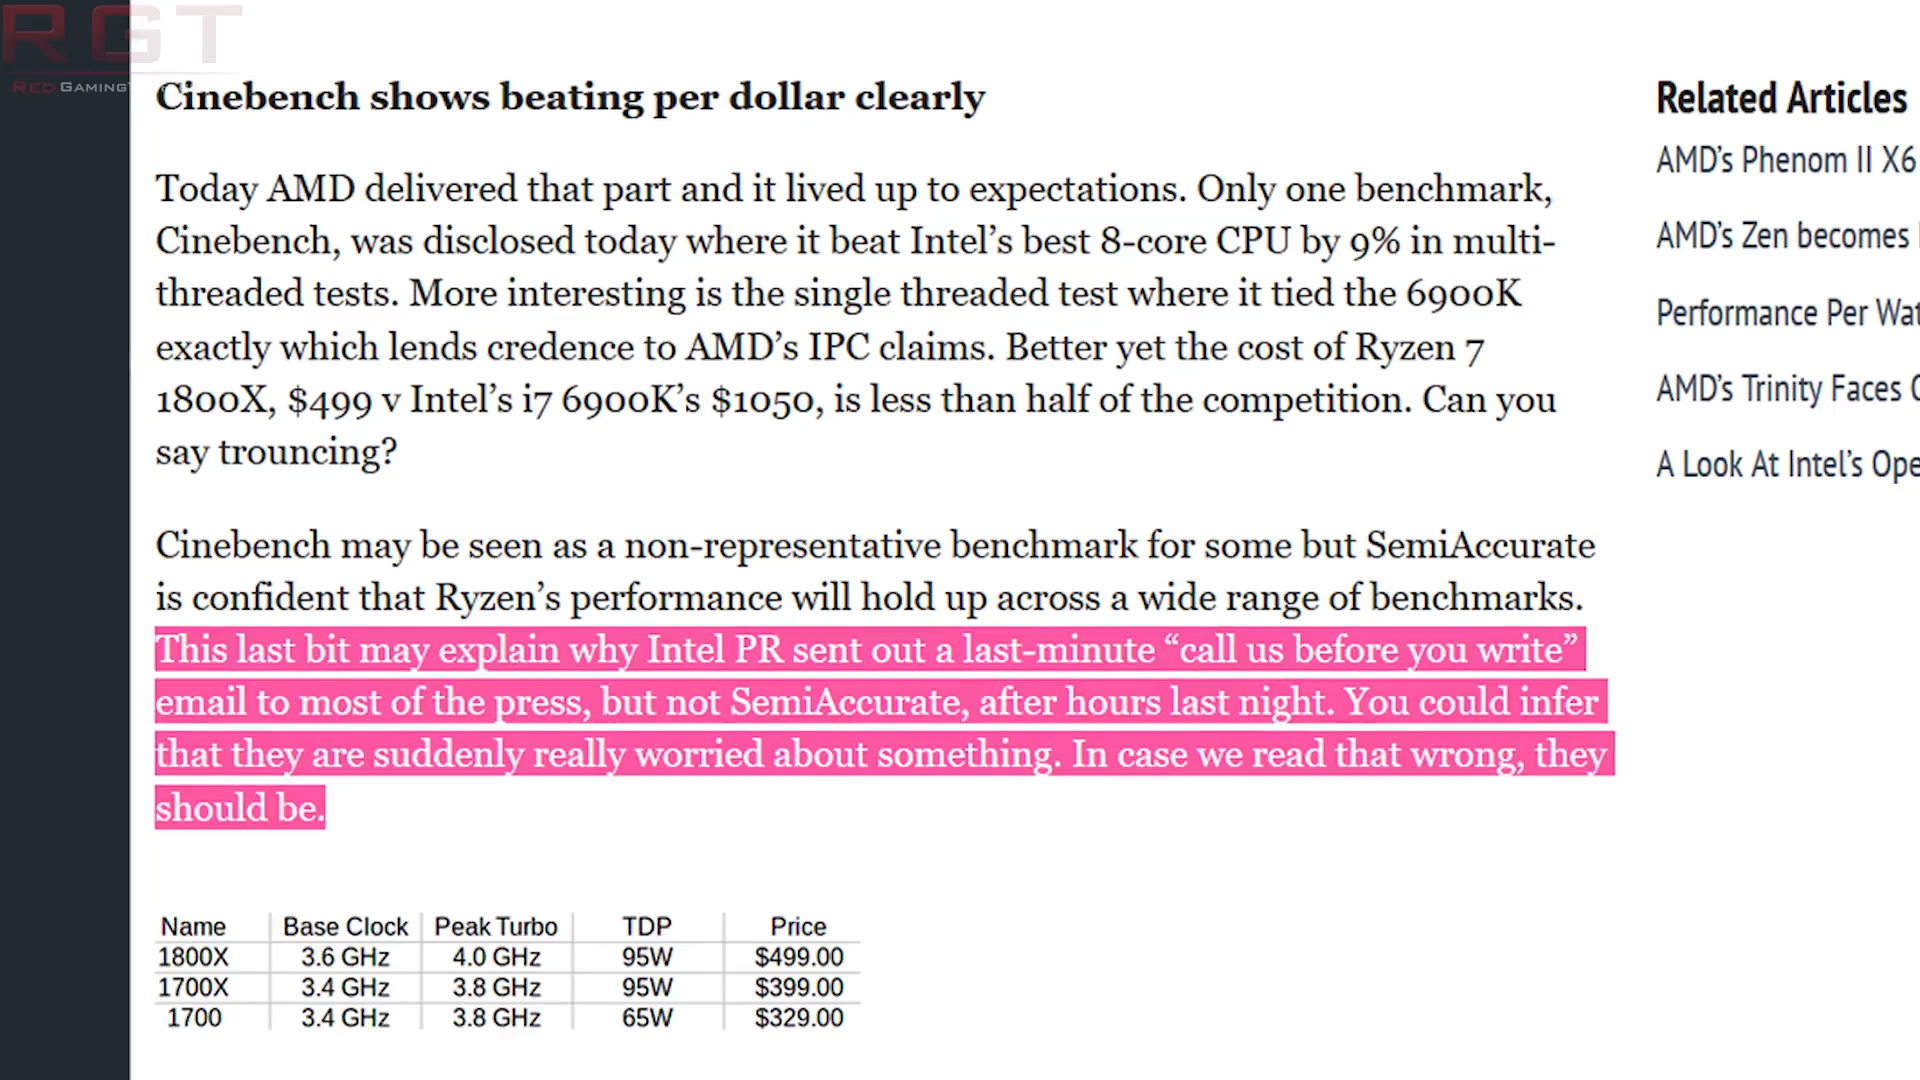 RGT
RED GAMING
Cinebench shows beating per dollar clearly
Today AMD delivered that part and it lived up to expectations. Only one benchmark,
Cinebench, was disclosed today where it beat Intel’s best 8-core CPU by 9% in multi-
threaded tests. More interesting is the single threaded test where it tied the 6900K
exactly which lends credence to AMD’s IPC claims. Better yet the cost of Ryzen 7
1800X, $499 v Intel’s i7 6900K’s $1050, is less than half of the competition. Can you
say trouncing?
Cinebench may be seen as a non-representative benchmark for some but SemiAccurate
is confident that Ryzen’s performance will hold up across a wide range of benchmarks.
This last bit may explain why Intel PR sent out a last-minute “call us before you write”
email to most of the press, but not SemiAccurate, after hours last night. You could infer
that they are suddenly really worried about something. In case we read that wrong, they
should be.
Name Base Clock Peak Turbo TDP Price
1800X 3.6 GHz 4.0 GHz 95W $499.00
1700X 3.4 GHz 3.8 GHz 95W $399.00
1700 3.4 GHz 3.8 GHz 65W $329.00
Related Articles
AMD’s Phenom II X6
AMD’s Zen becomes
Performance Per Wat
AMD’s Trinity Faces
A Look At Intel’s Ope